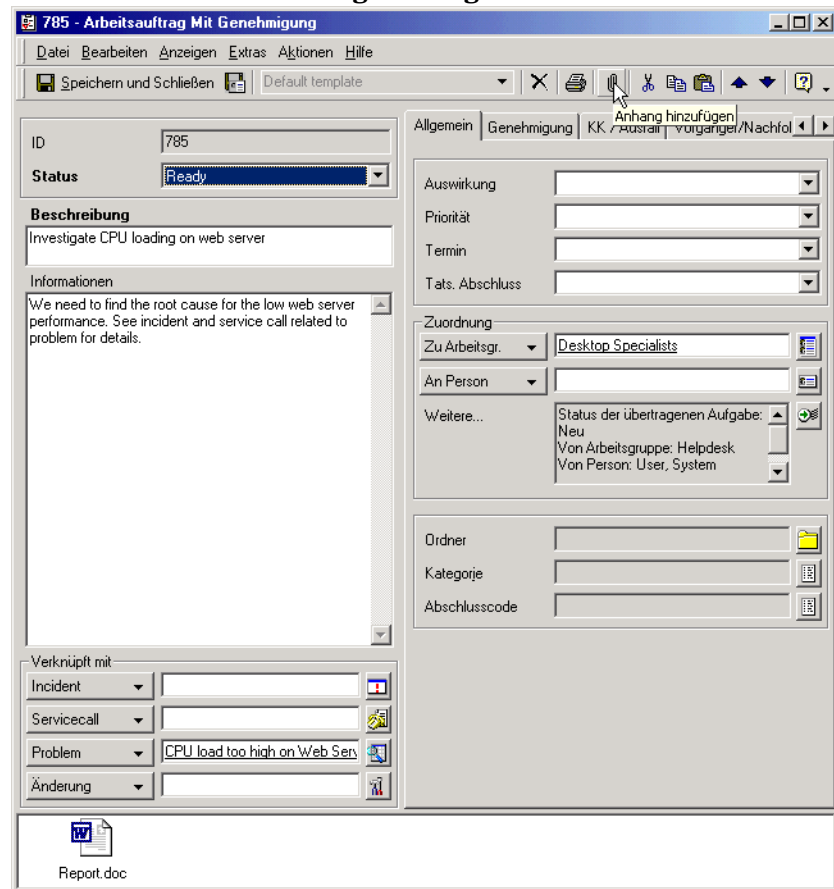 785 - Arbeitsauftrag Mit Genehmigung
Datei Bearbeiten Anzeigen Extras Aktionen Hilfe
Speichern und Schließen Default template
Anhang hinzufügen
ID 785
Status Ready
Beschreibung
Investigate CPU loading on web server
Informationen
We need to find the root cause for the low web server
performance. See incident and service call related to
problem for details.
Verknüpft mit
Incident
Servicecall
Problem CPU load too high on Web Serv
Änderung
Allgemein Genehmigung KK / Ausfall Vorgänger/Nachfol
Auswirkung
Priorität
Termin
Tats. Abschluss
Zuordnung
Zu Arbeitsgr. Desktop Specialists
An Person
Weitere... Status der übertragenen Aufgabe:
Neu
Von Arbeitsgruppe: Helpdesk
Von Person: User, System
Ordner
Kategorie
Abschlusscode
Report.doc